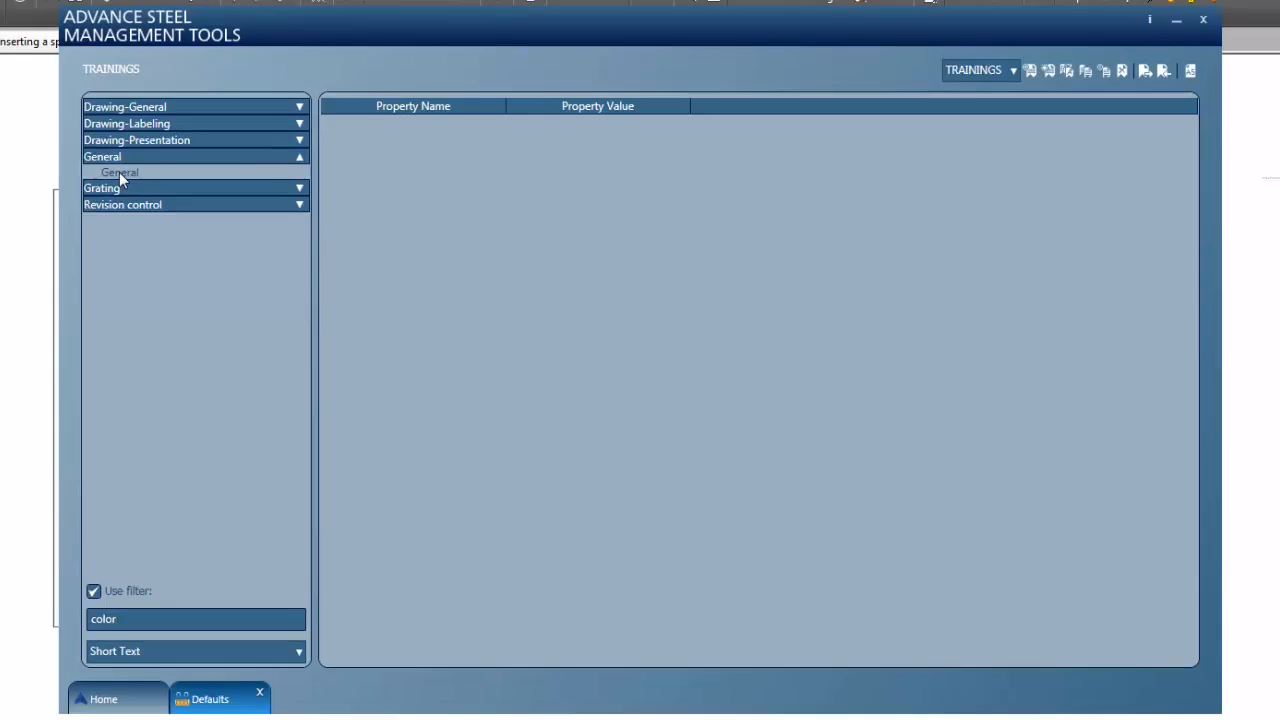 ADVANCE STEEL
MANAGEMENT TOOLS
i x
nserting a sp
TRAININGS
TRAININGS
Drawing-General
Drawing-Labeling
Drawing-Presentation
General
General
Grating
Revision control
Property Name Property Value
Use filter:
color
Short Text
Home Defaults X